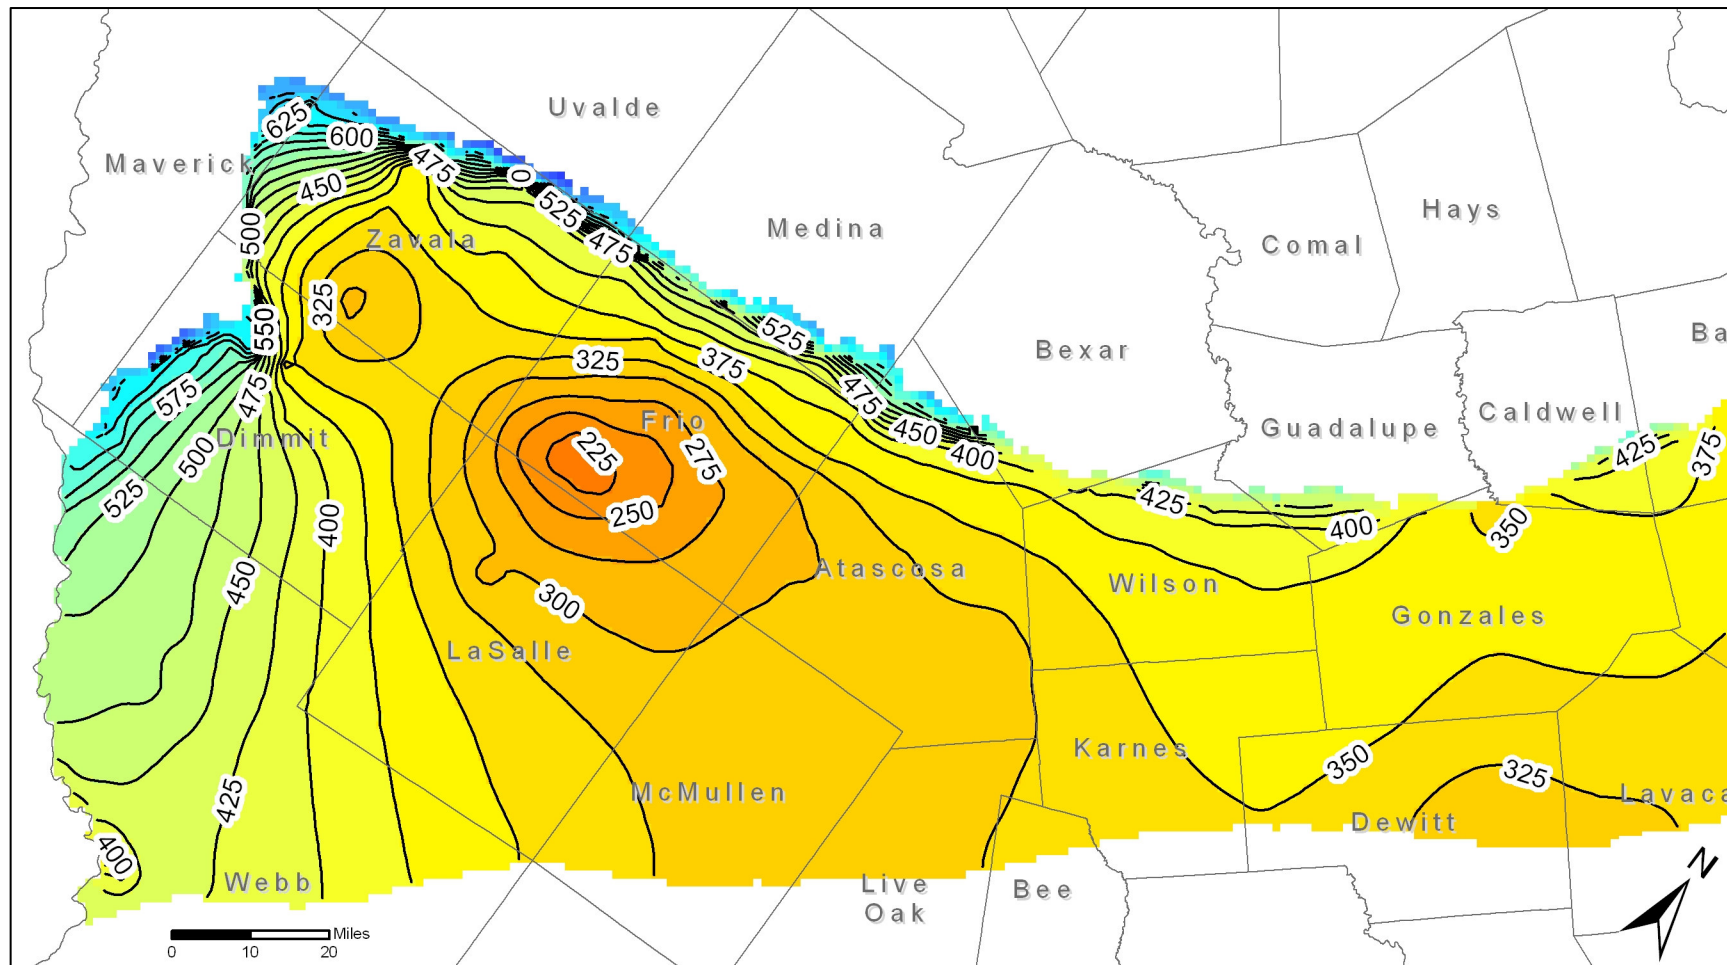 Uvalde
625
600
Maverick
475
0
450
525
500
Zavala
475
Medina
Hays
Comal
325
550
525
Ba
Bexar
325
375
575
475
475
Frio
Caldwell
Dimmit
450
Guadalupe
425
375
500
225
275
400
525
250
425
400
400
350
450
300
Atascosa
Wilson
Gonzales
LaSalle
Karnes
350
325
425
McMullen
Lavaca
Dewitt
400
Webb
Live
Oak
Bee
N
Miles
0 10 20